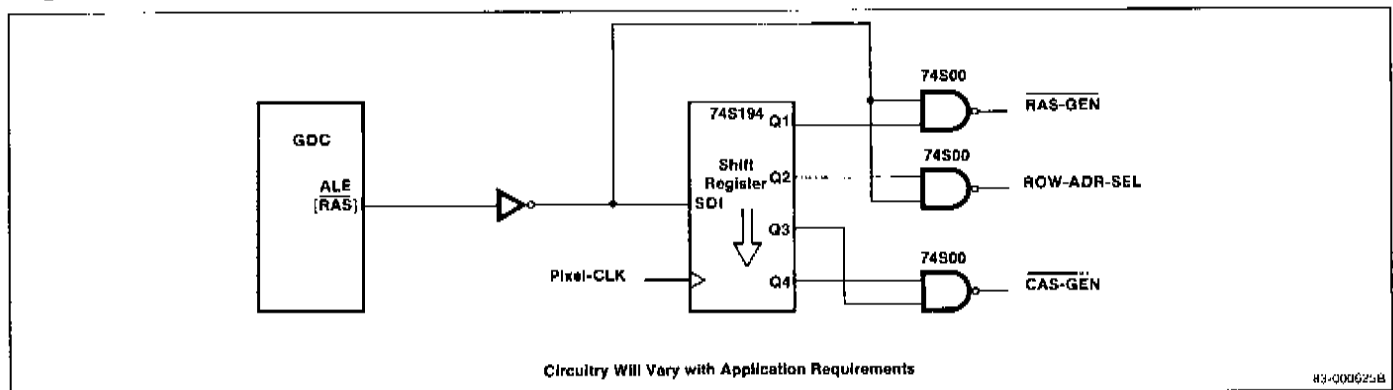 GDC
ALE
(RAS)
Pixel-CLK
74S194
Shift
Register
SDI
Q1
Q2
Q3
Q4
74S00
RAS-GEN
74S00
ROW-ADR-SEL
74S00
CAS-GEN
Circuitry Will Vary with Application Requirements
83-000625B